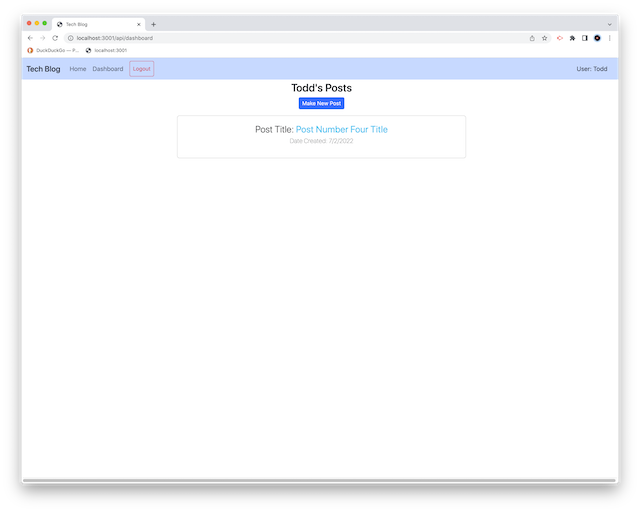 Tech Blog
localhost:3001/api/dashboard
DuckDuckGo — P...
localhost:3001
Tech Blog Home Dashboard Logout User: Todd
Todd's Posts
Make New Post
Post Title: Post Number Four Title
Date Created: 7/2/2022